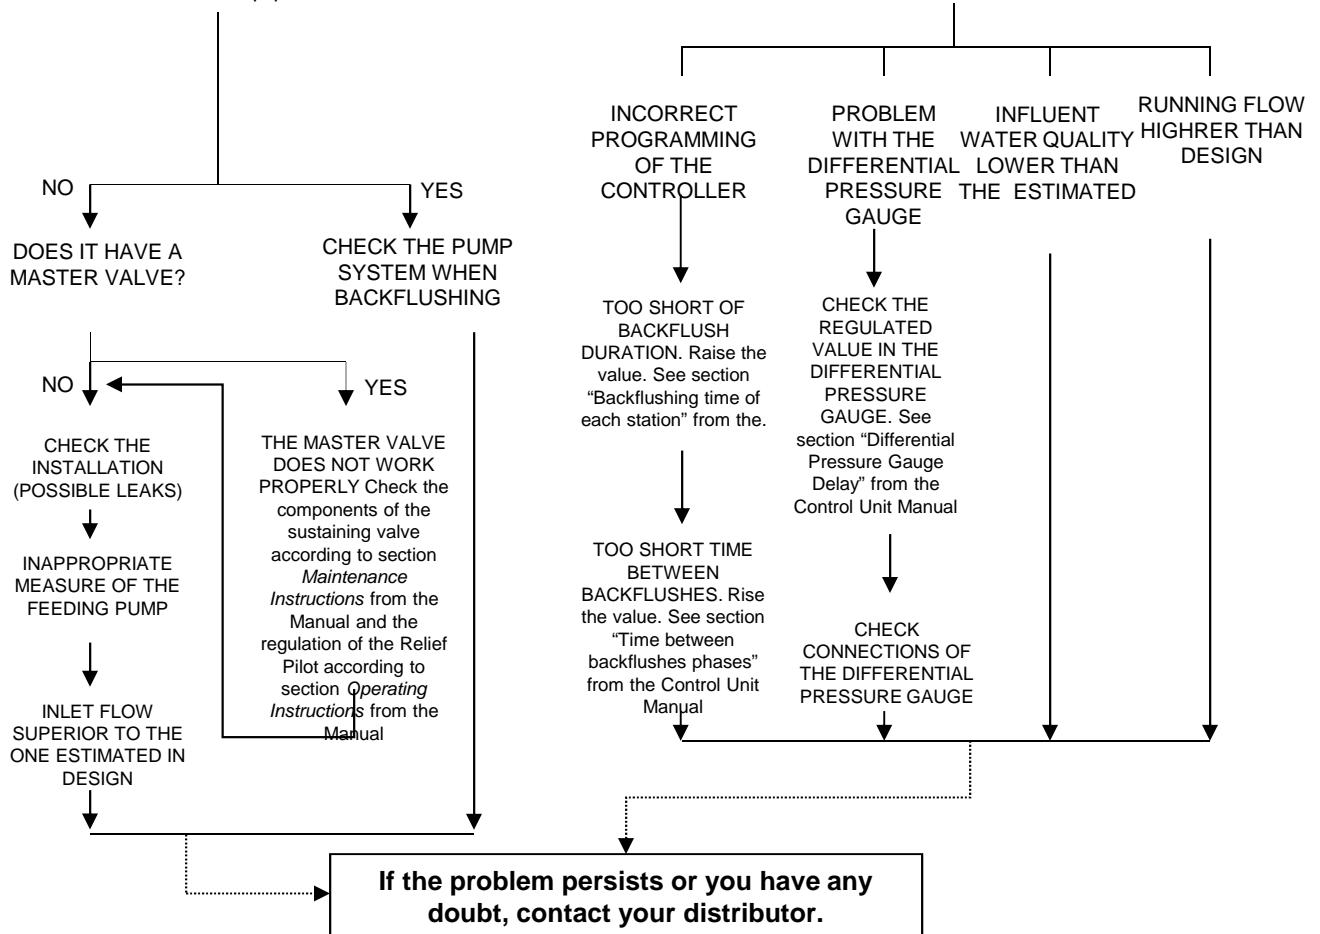 NO
YES
DOES IT HAVE A
MASTER VALVE?
CHECK THE PUMP
SYSTEM WHEN
BACKFLUSHING
NO
YES
CHECK THE
INSTALLATION
(POSSIBLE LEAKS)
INAPPROPRIATE
MEASURE OF THE
FEEDING PUMP
INLET FLOW
SUPERIOR TO THE
ONE ESTIMATED IN
DESIGN
THE MASTER VALVE
DOES NOT WORK
PROPERLY Check the
components of the
sustaining valve
according to section
Maintenance
Instructions from the
Manual and the
regulation of the Relief
Pilot according to
section Operating
Instructions from the
Manual
INCORRECT
PROGRAMMING
OF THE
CONTROLLER
TOO SHORT OF
BACKFLUSH
DURATION. Raise the
value. See section
“Backflushing time of
each station” from the.
TOO SHORT TIME
BETWEEN
BACKFLUSHES. Rise
the value. See section
“Time between
backflushes phases”
from the Control Unit
Manual
PROBLEM
WITH THE
DIFFERENTIAL
PRESSURE
GAUGE
CHECK THE
REGULATED
VALUE IN THE
DIFFERENTIAL
PRESSURE
GAUGE. See
section “Differential
Pressure Gauge
Delay” from the
Control Unit Manual
CHECK
CONNECTIONS OF
THE DIFFERENTIAL
PRESSURE GAUGE
INFLUENT
WATER QUALITY
LOWER THAN
THE ESTIMATED
RUNNING FLOW
HIGHRER THAN
DESIGN
If the problem persists or you have any
doubt, contact your distributor.